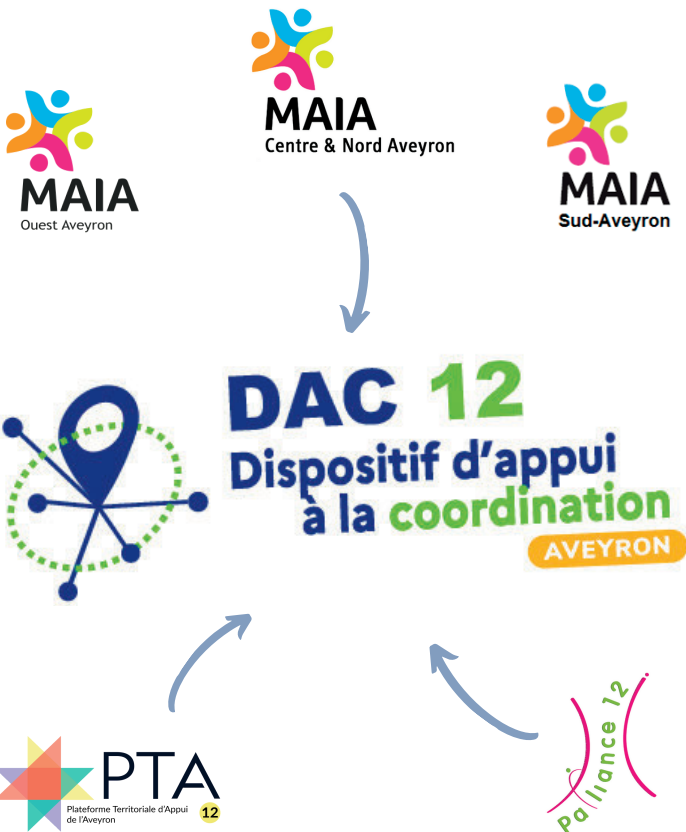 MAIA
Centre & Nord Aveyron
MAIA
Ouest Aveyron
MAIA
Sud-Aveyron
DAC 12
Dispositif d'appui
à la coordination
AVEYRON
PTA
Plateforme Territoriale d'Appui
de l'Aveyron
12
Palliance 12